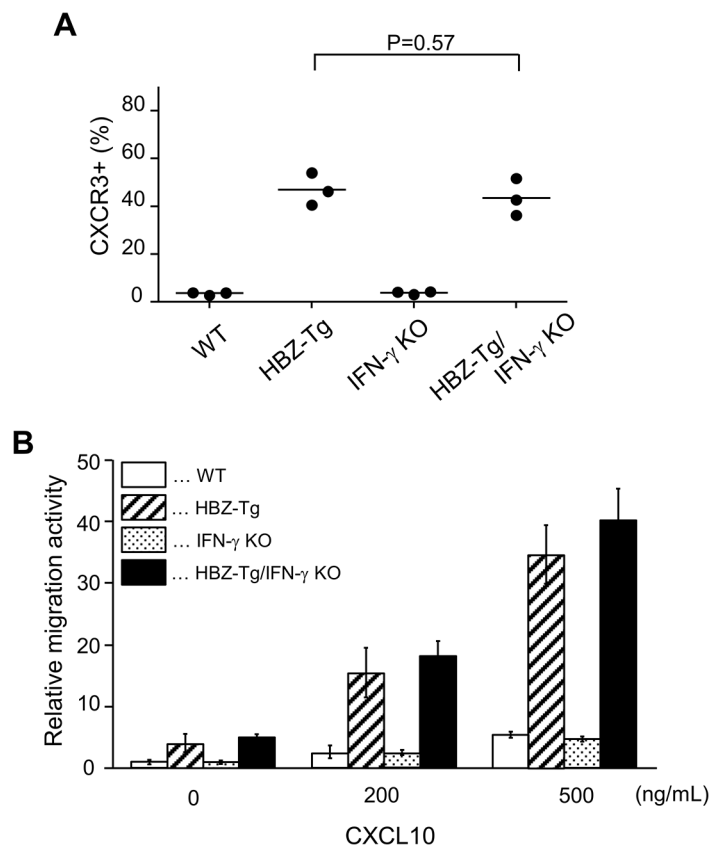 A
P=0.57
CXCR3+ (%)
80
60
40
20
0
WT
HBZ-Tg
IFN-γ KO
HBZ-Tg/
IFN-γ KO
B
Relative migration activity
50
40
30
20
10
0
... WT
... HBZ-Tg
... IFN-γ KO
... HBZ-Tg/IFN-γ KO
0
200
500
(ng/mL)
CXCL10